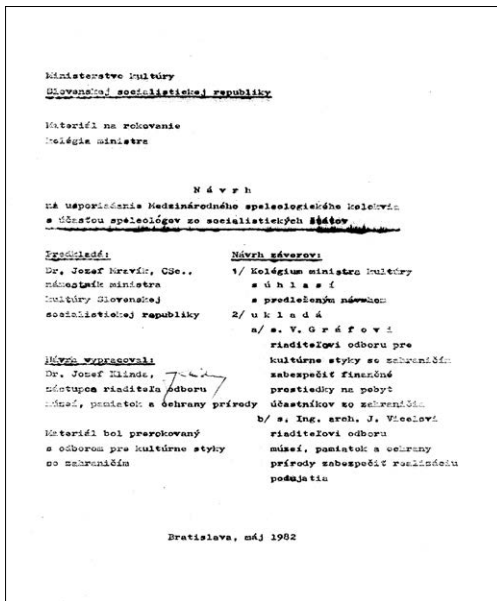 Ministerstvo kultúry
Slovenskej socialistickej republiky
Materiál na rokovanie
kolégia ministra
N á v r h
na usporiadanie Medzinárodného speleologického kolokvia
s účasťou speleológov zo socialistických štátov
Predkladá:
Dr. Jozef Mravík, CSc.,
námestník ministra
kultúry Slovenskej
socialistickej republiky
Návrh vypracoval:
Dr. Jozef Klinda,
zástupca riaditeľa odboru
múzeí, pamiatok a ochrany prírody
Materiál bol prerokovaný
s odborom pre kultúrne styky
so zahraničím
Návrh záverov:
1/ Kolégium ministra kultúry
s ú h l a s í
s predloženým návrhom
2/ u k l a d á
a/ s. V. G r á f o v i
riaditeľovi odboru pre
kultúrne styky so zahraničím
zabezpečiť finančné
prostiedky na pobyt
účastníkov zo zahraničia
b/ s. Ing. arch. J. Vicelovi
riaditeľovi odboru
múzeí, pamiatok a ochrany
prírody zabezpečiť realizáciu
podujatia
Bratislava, máj 1982